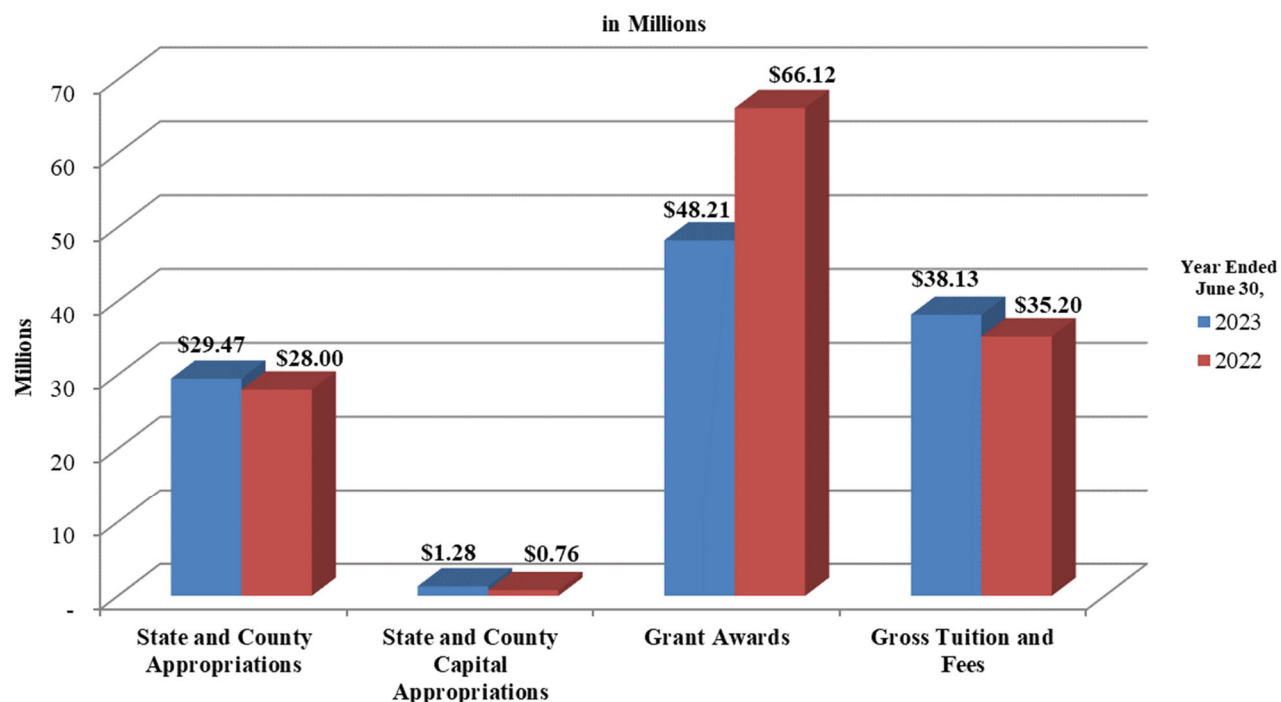 in Millions
Millions
70
60
50
40
30
20
10
-
$29.47
$28.00
$1.28
$0.76
$48.21
$66.12
$38.13
$35.20
State and County
Appropriations
State and County
Capital
Appropriations
Grant Awards
Gross Tuition and
Fees
Year Ended
June 30,
2023
2022